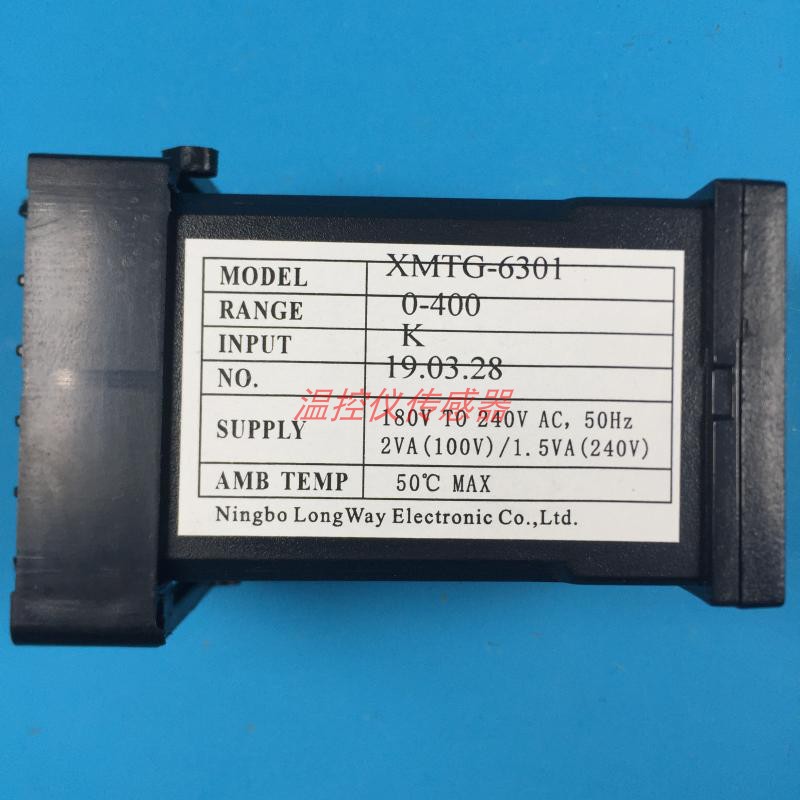 MODEL XMTG-6301
RANGE 0-400
INPUT K
NO. 19.03.28
温控仪传感器
SUPPLY 180V TO 240V AC, 50Hz
2VA(100V)/1.5VA(240V)
AMB TEMP 50℃ MAX
Ningbo LongWay Electronic Co.,Ltd.